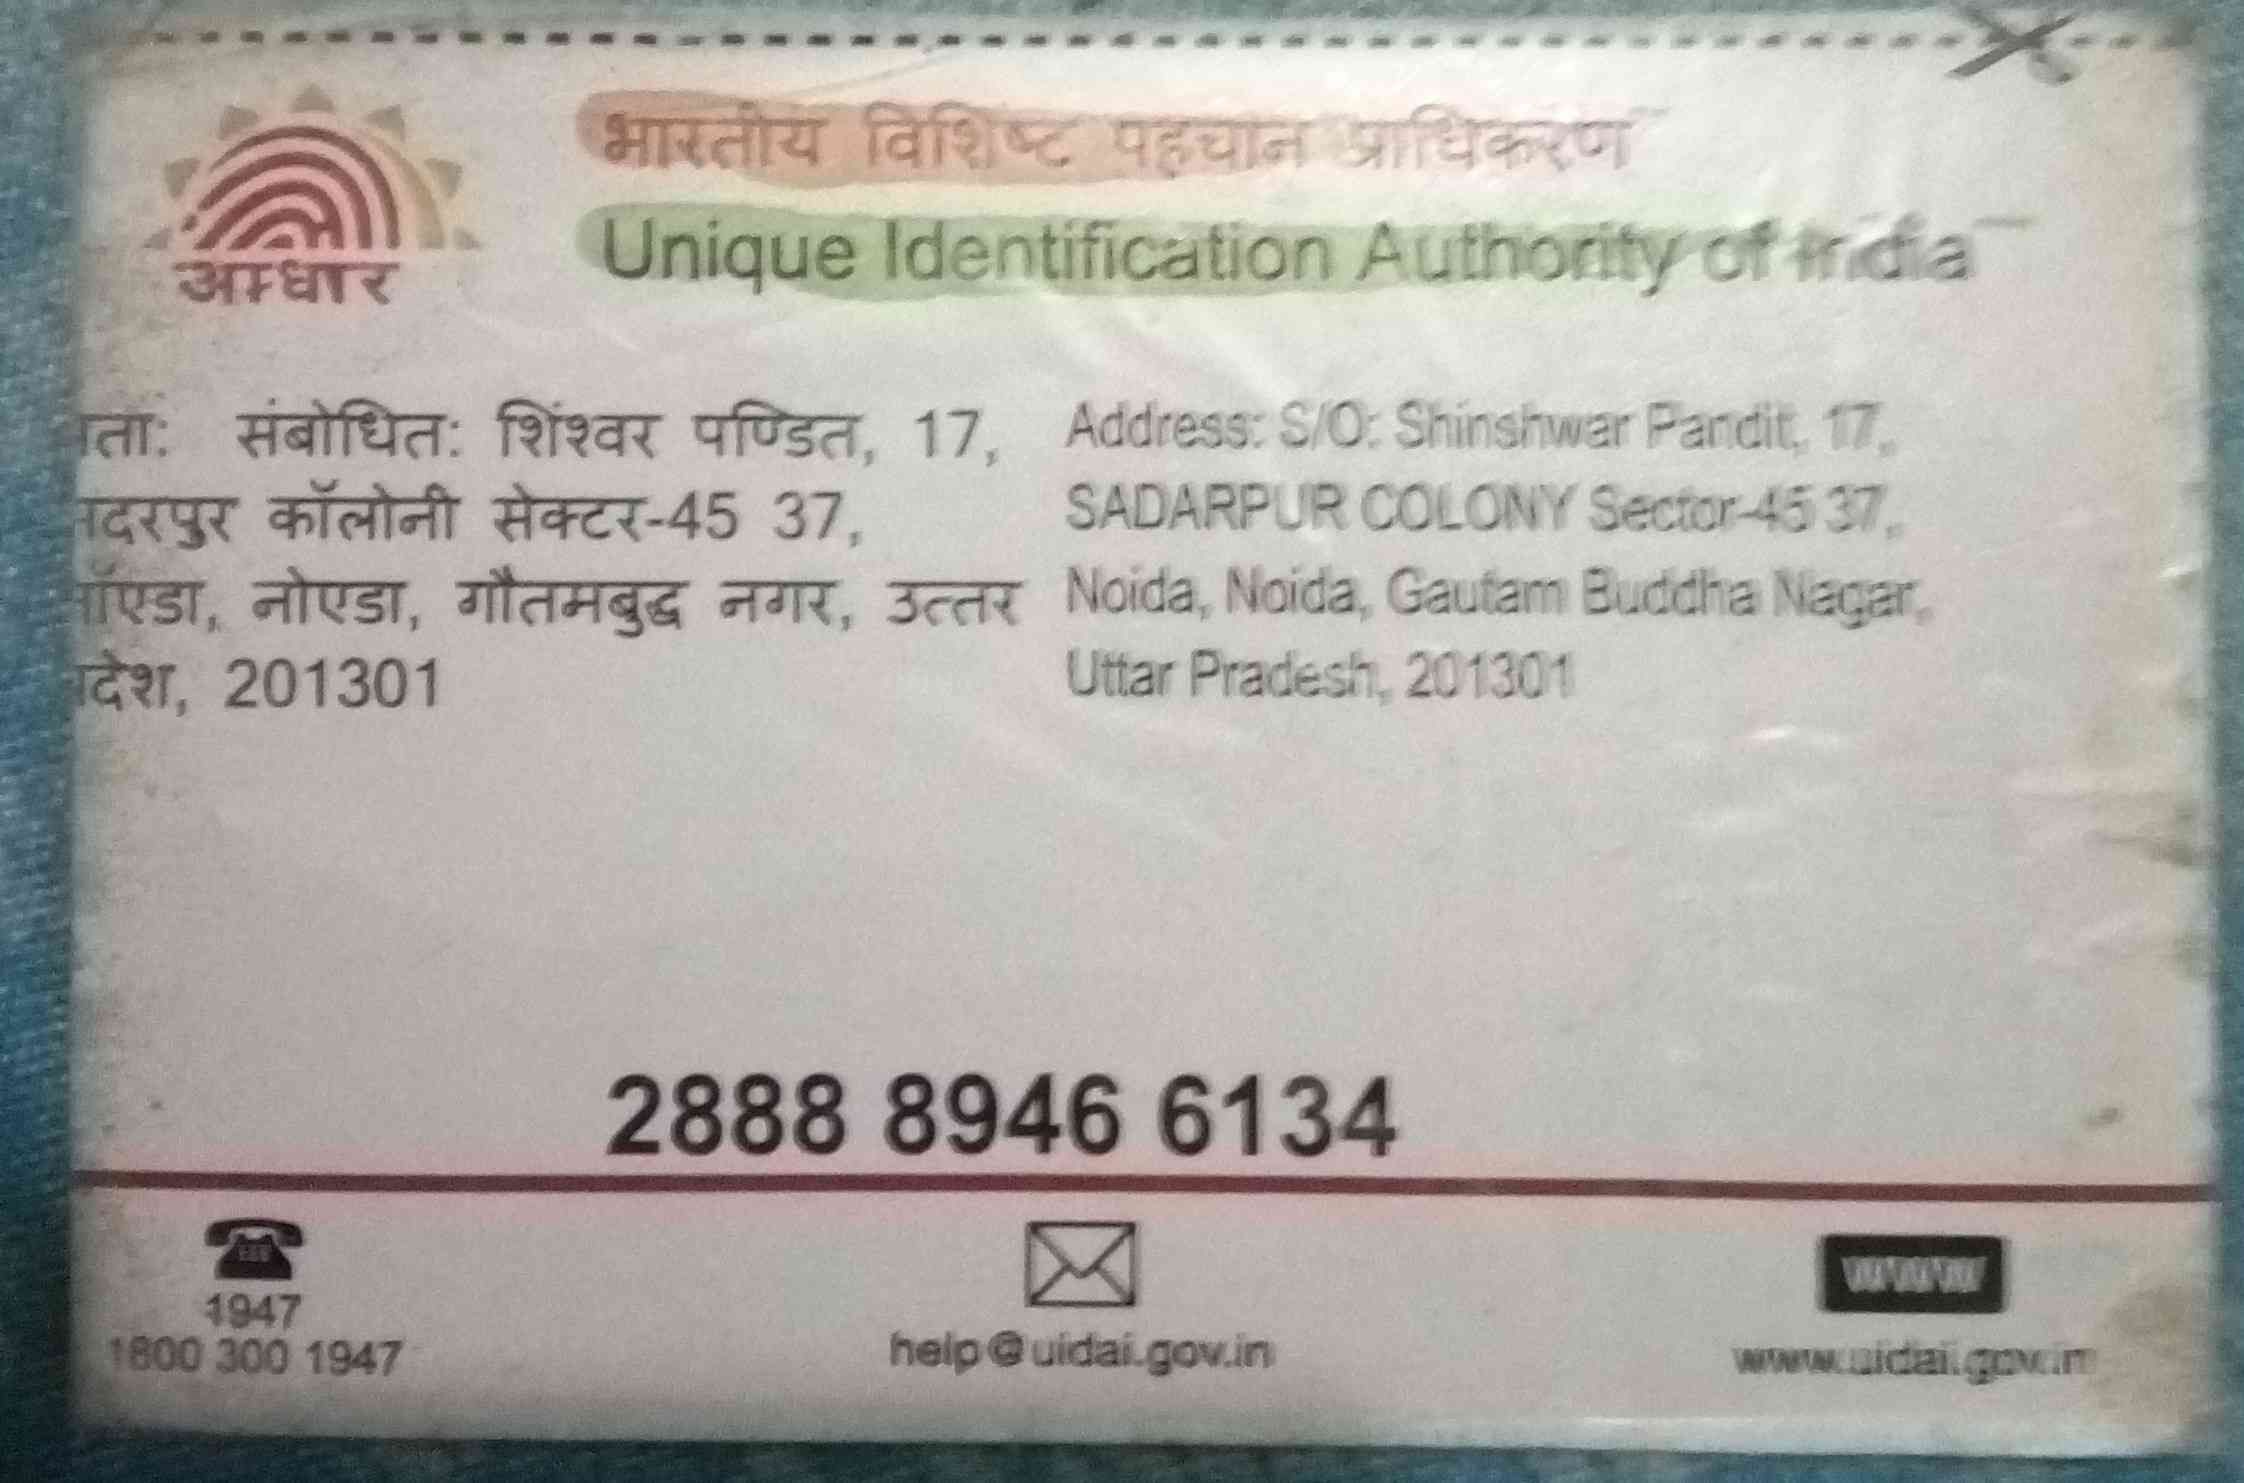 आधार
भारतीय विशिष्ट पहचान प्राधिकरण
Unique Identification Authority of India
संबोधित: शिंश्वर पण्डित, 17,
कॉलोनी सेक्टर-45 37,
नोएडा, गौतमबुद्ध नगर, उत्तर
201301
Address: S/O: Shinshwar Pandit, 17,
SADARPUR COLONY Sector-45 37,
Noida, Noida, Gautam Buddha Nagar,
Uttar Pradesh, 201301
2888 8946 6134
1947
1800 300 1947
help@uidai.gov.in
www
www.uidai.gov.in